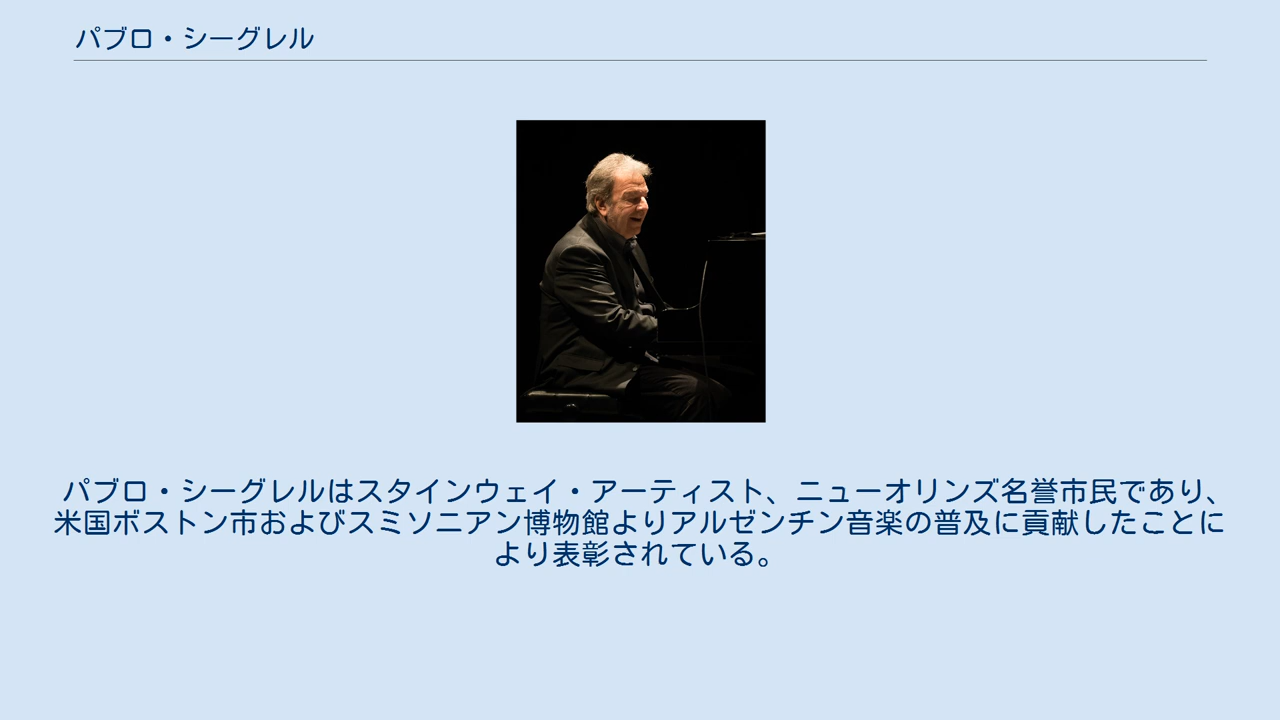 パブロ・シーグレル
パブロ・シーグレルはスタインウェイ・アーティスト、ニューオリンズ名誉市民であり、
米国ボストン市およびスミソニアン博物館よりアルゼンチン音楽の普及に貢献したことに
より表彰されている。